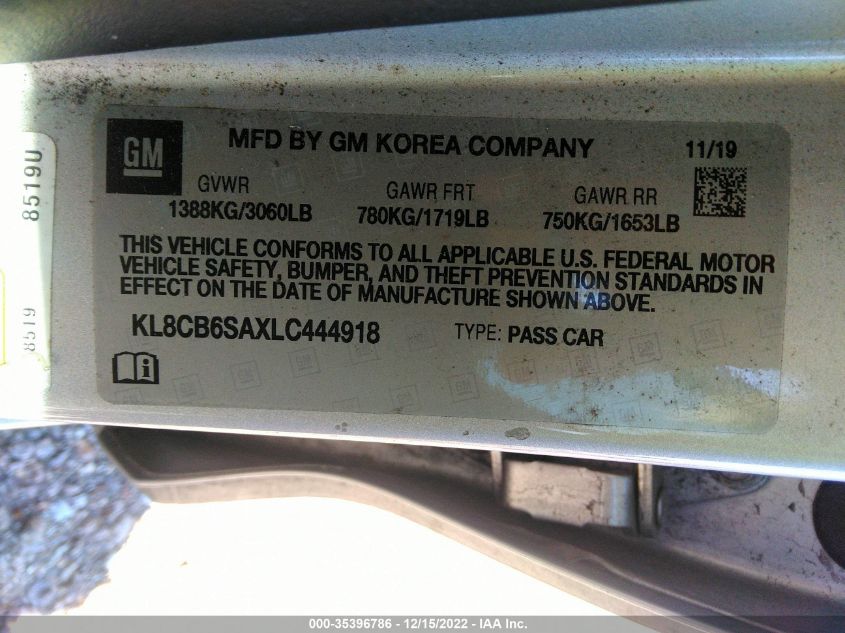 GM
MFD BY GM KOREA COMPANY
11/19
GVWR
GAWR FRT
GAWR RR
1388KG/3060LB
780KG/1719LB
750KG/1653LB
THIS VEHICLE CONFORMS TO ALL APPLICABLE U.S. FEDERAL MOTOR
VEHICLE SAFETY, BUMPER, AND THEFT PREVENTION STANDARDS IN
EFFECT ON THE DATE OF MANUFACTURE SHOWN ABOVE.
KL8CB6SAXLC444918
TYPE: PASS CAR
8519U
8519
000-35396786 - 12/15/2022 - IAA Inc.